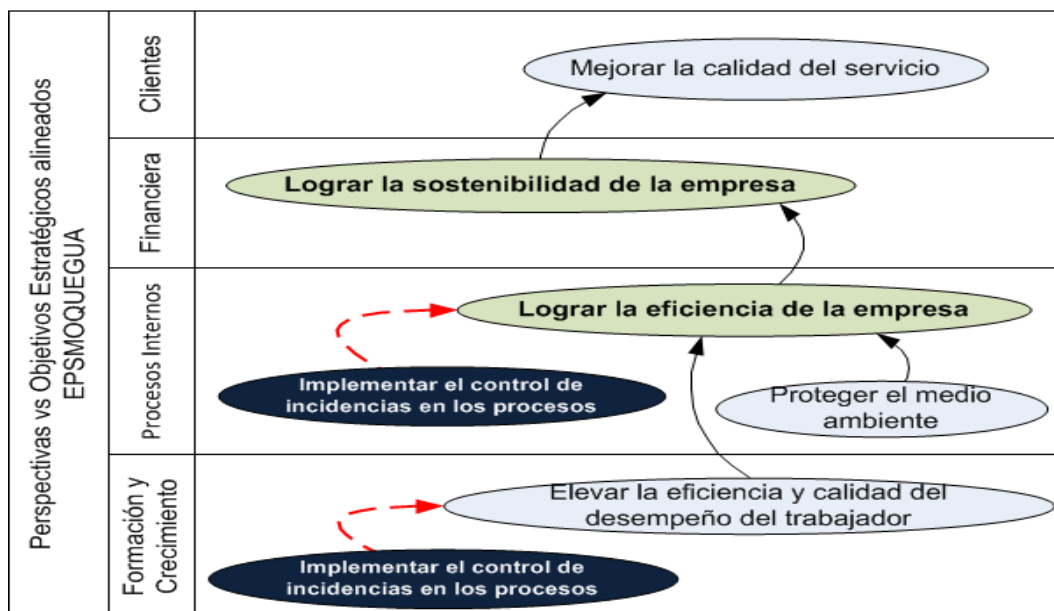 Perspectivas vs Objetivos Estratégicos alineados
EPSMOQUEGUA
Clientes
Mejorar la calidad del servicio
Financiera
Lograr la sostenibilidad de la empresa
Procesos Internos
Lograr la eficiencia de la empresa
Implementar el control de
incidencias en los procesos
Proteger el medio
ambiente
Formación y
Crecimiento
Elevar la eficiencia y calidad del
desempeño del trabajador
Implementar el control de
incidencias en los procesos